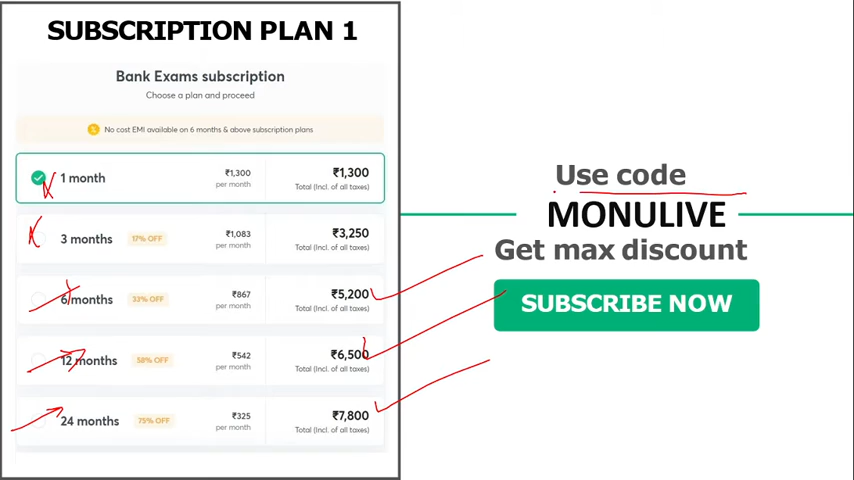 SUBSCRIPTION PLAN 1
Bank Exams subscription
Choose a plan and proceed
No cost EMI available on 6 months & above subscription plans
1 month ₹1,300 per month ₹1,300 Total (Incl. of all taxes)
3 months 17% OFF ₹1,083 per month ₹3,250 Total (Incl. of all taxes)
6 months 33% OFF ₹867 per month ₹5,200 Total (Incl. of all taxes)
12 months 58% OFF ₹542 per month ₹6,500 Total (Incl. of all taxes)
24 months 75% OFF ₹325 per month ₹7,800 Total (Incl. of all taxes)
Use code
MONULIVE
Get max discount
SUBSCRIBE NOW